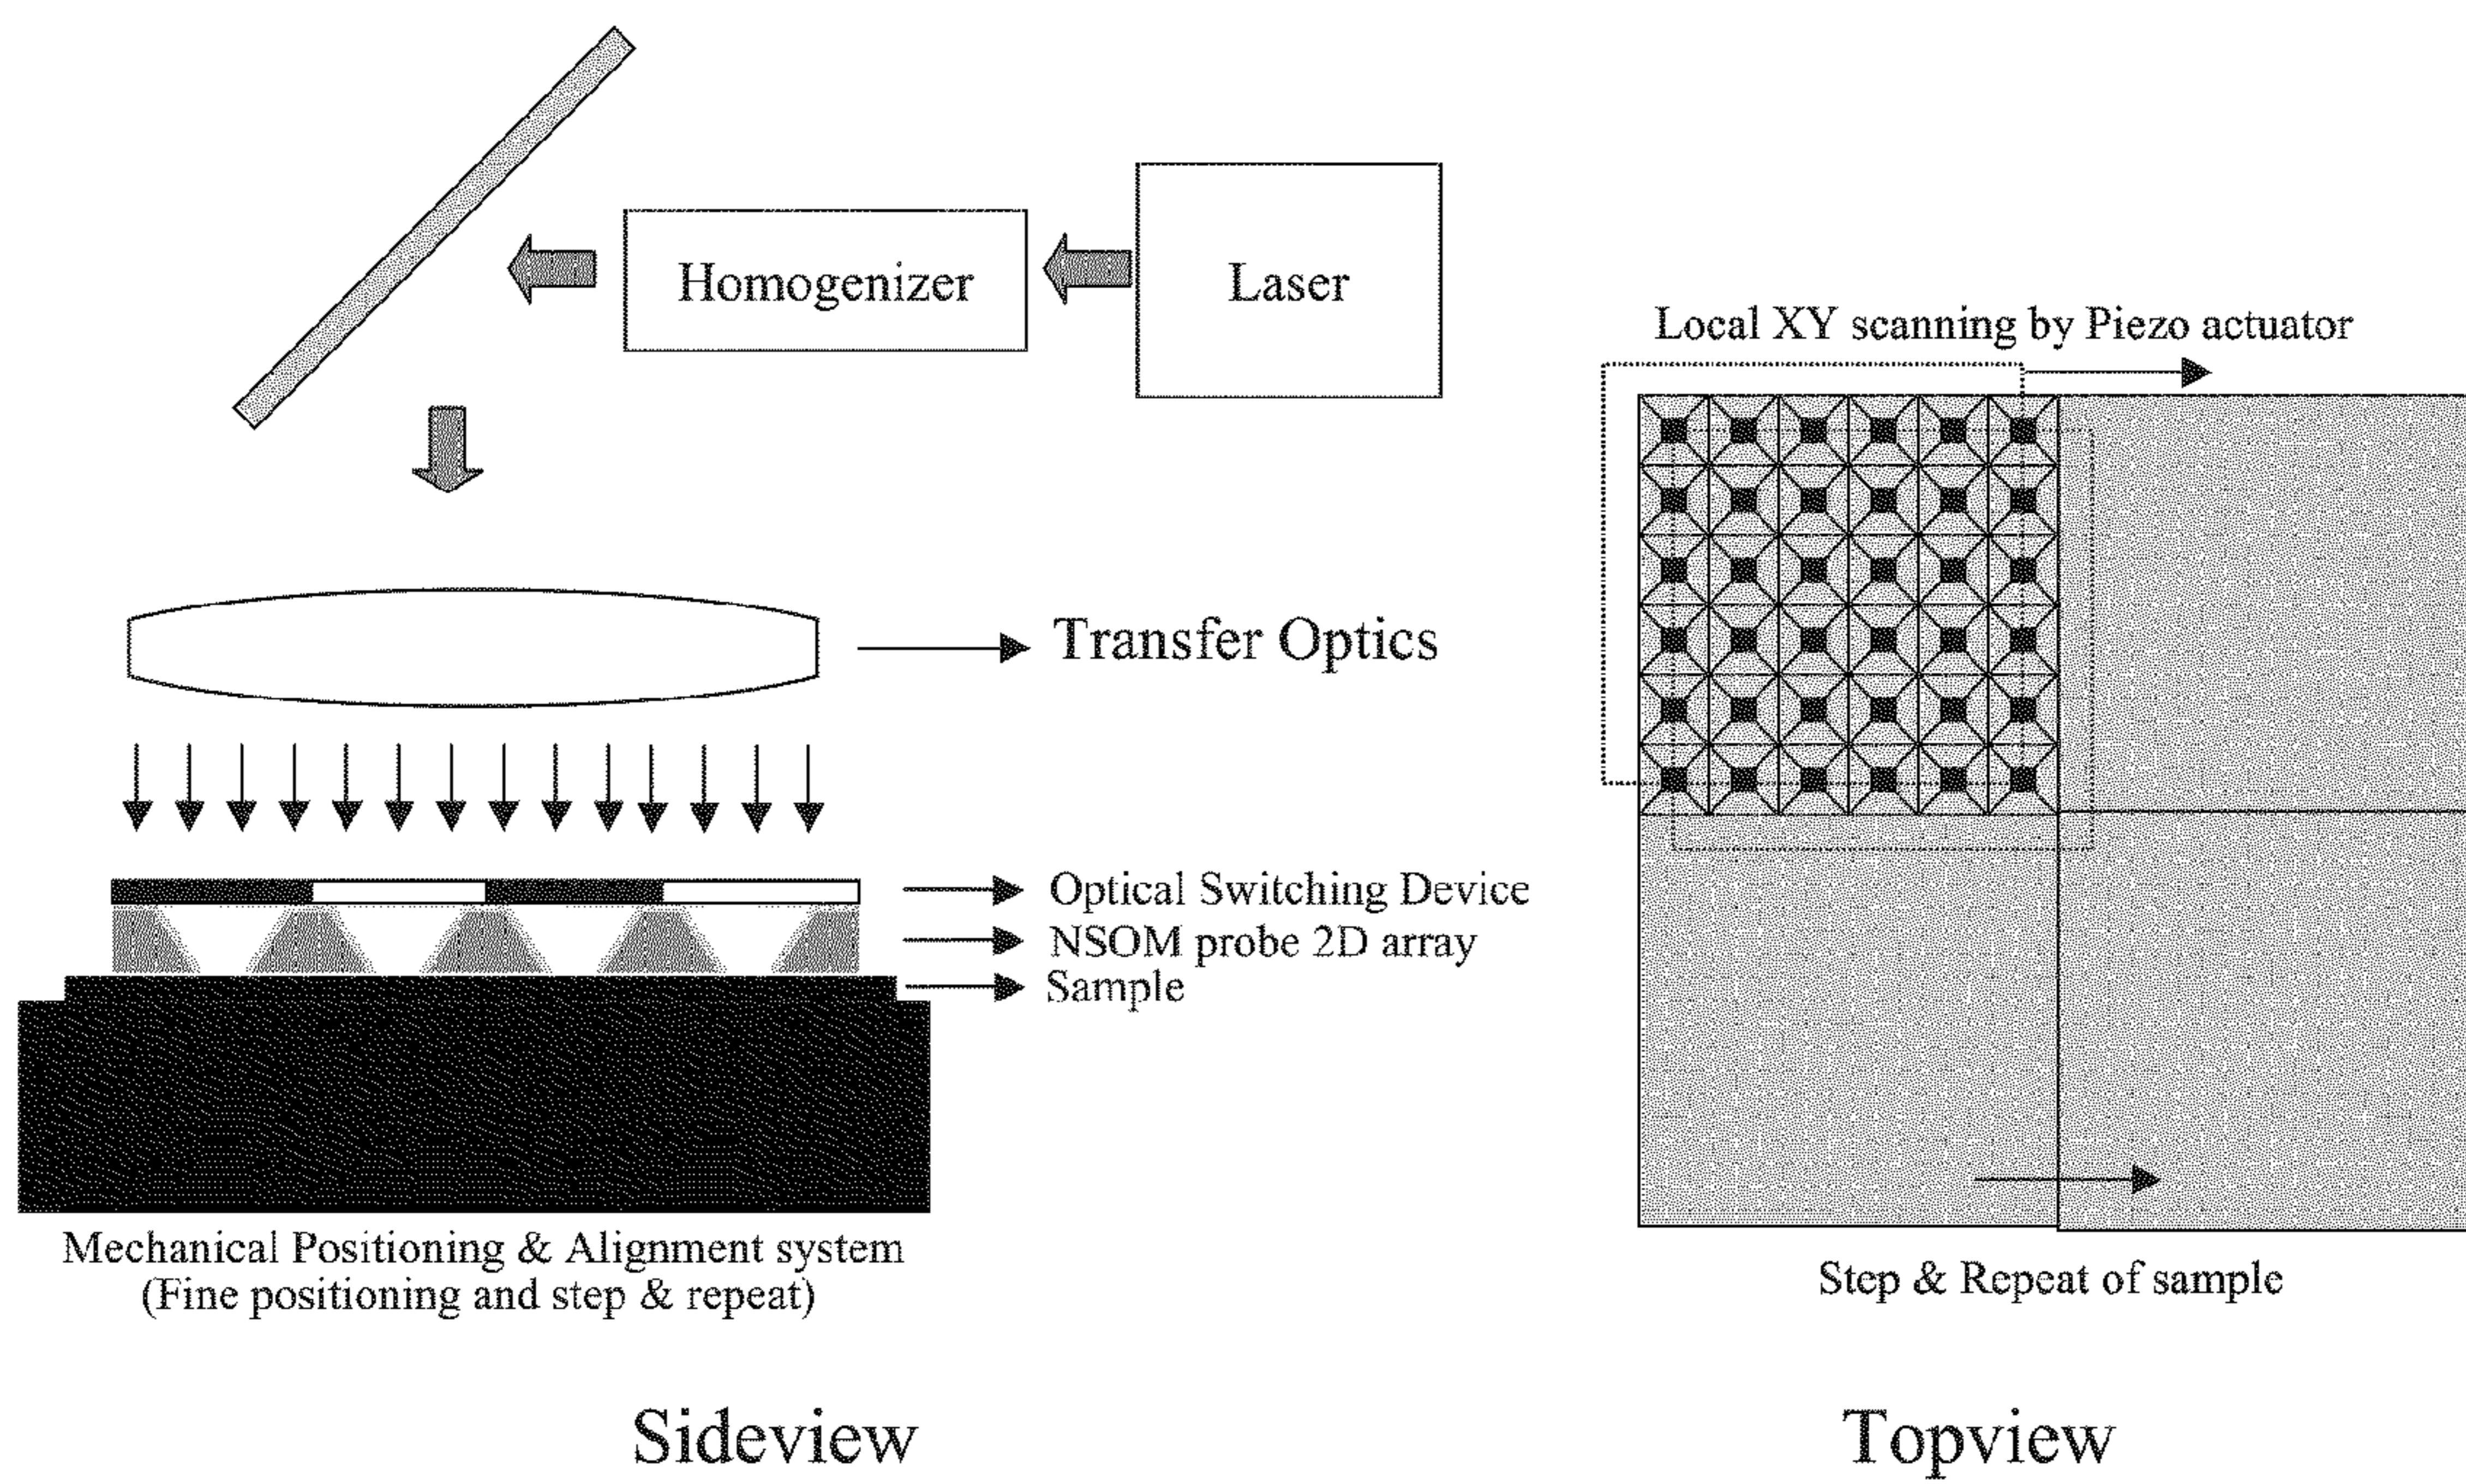 Homogenizer
Laser
Local XY scanning by Piezo actuator
Transfer Optics
Optical Switching Device
NSOM probe 2D array
Sample
Mechanical Positioning & Alignment system
(Fine positioning and step & repeat)
Step & Repeat of sample
Sideview
Topview